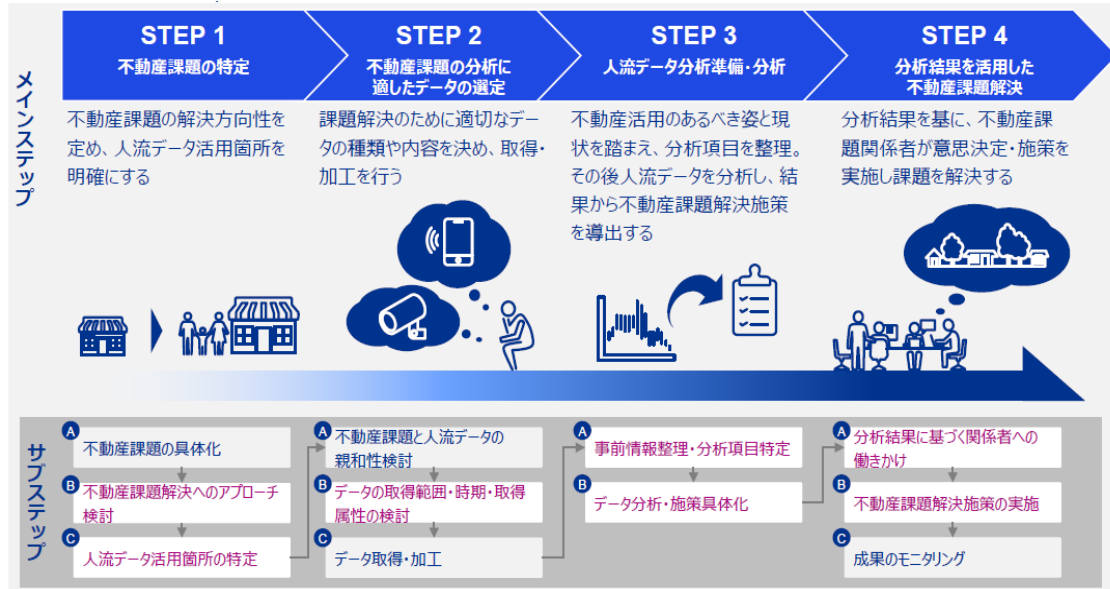 メインステップ
STEP 1
不動産課題の特定
不動産課題の解決方向性を
定め、人流データ活用箇所を
明確にする
STEP 2
不動産課題の分析に
適したデータの選定
課題解決のために適切なデー
タの種類や内容を決め、取得・
加工を行う
STEP 3
人流データ分析準備・分析
不動産活用のあるべき姿と現
状を踏まえ、分析項目を整理。
その後人流データを分析し、結
果から不動産課題解決施策
を導出する
STEP 4
分析結果を活用した
不動産課題解決
分析結果を基に、不動産課
題関係者が意思決定・施策を
実施し課題を解決する
サブステップ
A
不動産課題の具体化
B
不動産課題解決へのアプローチ
検討
C
人流データ活用箇所の特定
A
不動産課題と人流データの
親和性検討
B
データの取得範囲・時期・取得
属性の検討
C
データ取得・加工
A
事前情報整理・分析項目特定
B
データ分析・施策具体化
A
分析結果に基づく関係者への
働きかけ
B
不動産課題解決施策の実施
C
成果のモニタリング